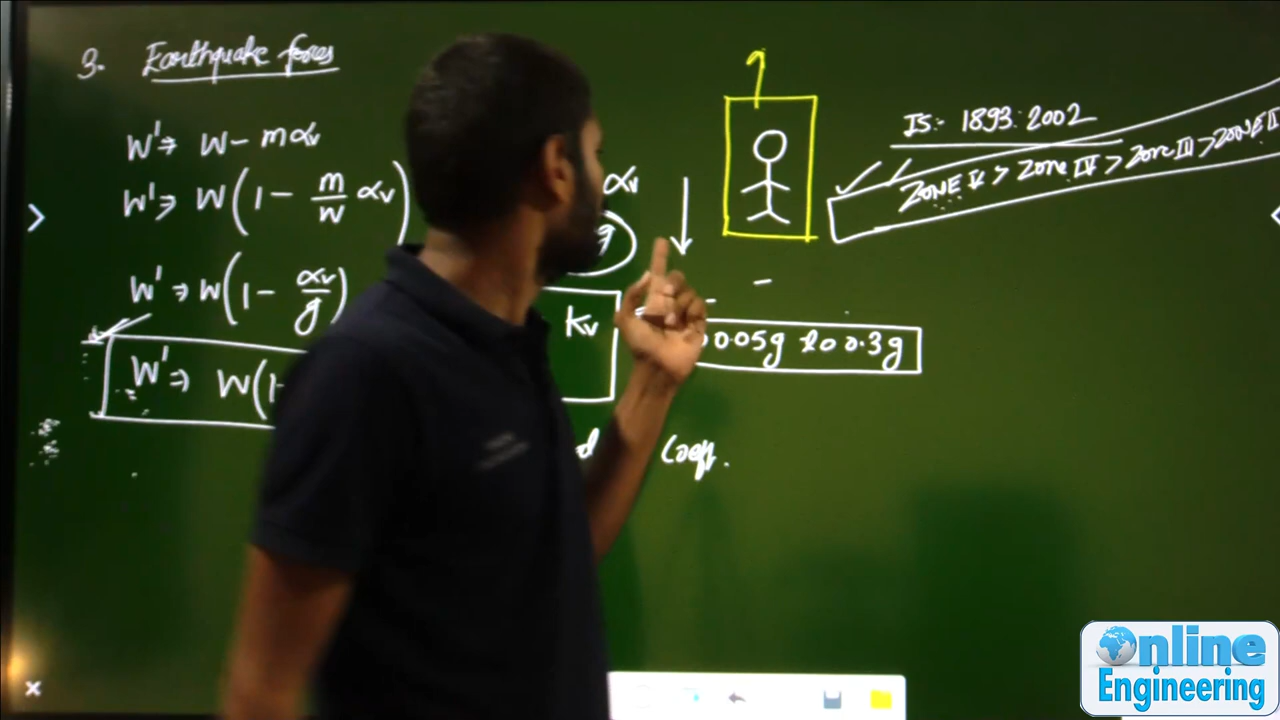 3. Earthquake forces
W' ⇒ W - mαv
W' ⇒ W(1 - m/W αv)
αv
g
W' ⇒ W(1 - αv/g)
kv
W' ⇒ W(1-
0.05g to 0.3g
Coeff.
IS:- 1893:2002
ZONE V > ZONE IV > ZONE III > ZONE II
Online
Engineering